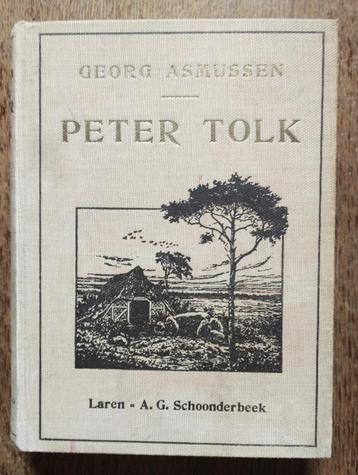 GEORG ASMUSSEN
PETER TOLK
Laren - A. G. Schoonderbeek